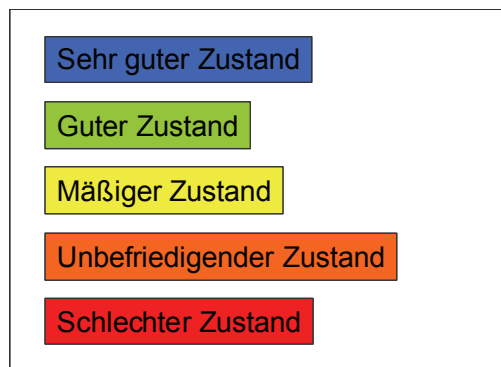 Sehr guter Zustand
Guter Zustand
Mäßiger Zustand
Unbefriedigender Zustand
Schlechter Zustand